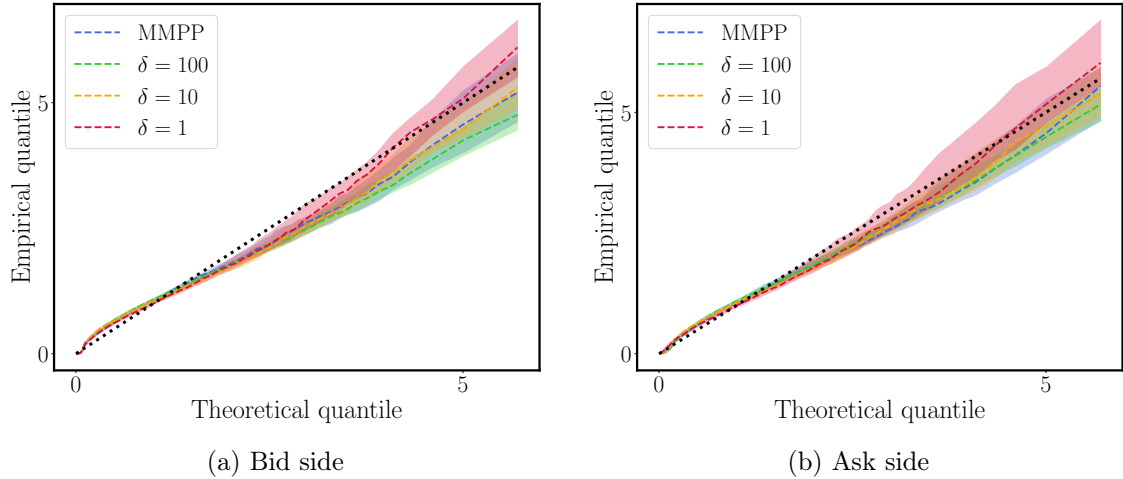 MMPP
δ = 100
δ = 10
δ = 1
Empirical quantile
5
0
0
5
Theoretical quantile
(a) Bid side
MMPP
δ = 100
δ = 10
δ = 1
Empirical quantile
5
0
0
5
Theoretical quantile
(b) Ask side